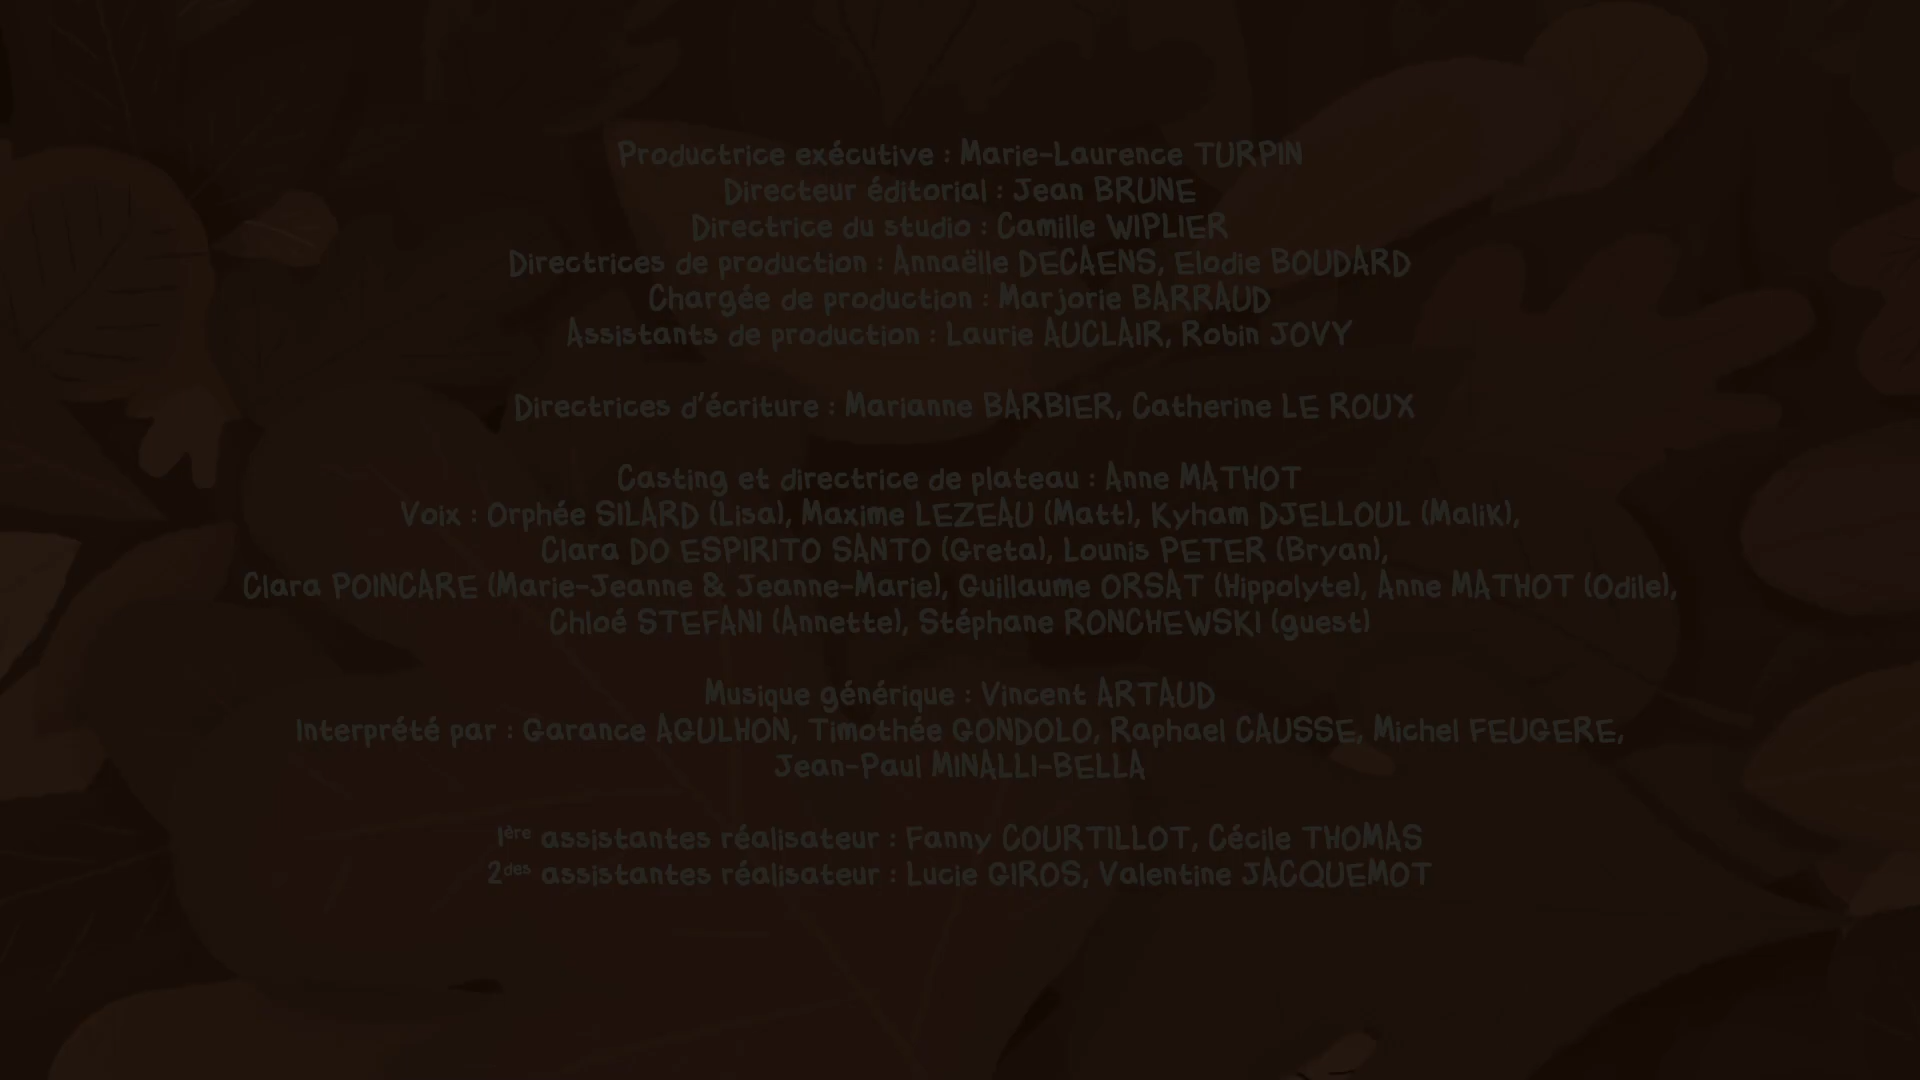 Productrice exécutive : Marie-Laurence TURPIN
Directeur éditorial : Jean BRUNE
Directrice du studio : Camille WIPLIER
Directrices de production : Annaëlle DECAENS, Elodie BOUDARD
Chargée de production : Marjorie BARRAUD
Assistants de production : Laurie AUCLAIR, Robin JOVY
Directrices d'écriture : Marianne BARBIER, Catherine LE ROUX
Casting et directrice de plateau : Anne MATHOT
Voix : Orphée SILARD (Lisa), Maxime LEZEAU (Matt), Kyham DJELLOUL (Malik),
Clara DO ESPIRITO SANTO (Greta), Lounis PETER (Bryan),
Clara POINCARE (Marie-Jeanne & Jeanne-Marie), Guillaume ORSAT (Hippolyte), Anne MATHOT (Odile),
Chloé STEFANI (Annette), Stéphane RONCHEWSKI (guest)
Musique générique : Vincent ARTAUD
Interprété par : Garance AGULHON, Timothée GONDOLO, Raphael CAUSSE, Michel FEUGERE,
Jean-Paul MINALLI-BELLA
1ère assistantes réalisateur : Fanny COURTILLOT, Cécile THOMAS
2des assistantes réalisateur : Lucie GIROS, Valentine JACQUEMOT